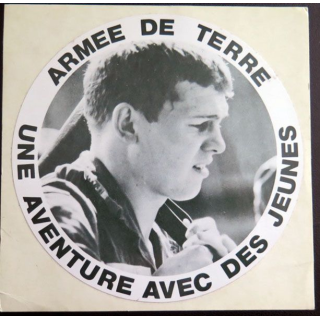 ARMEE DE TERRE
UNE AVENTURE AVEC DES JEUNES